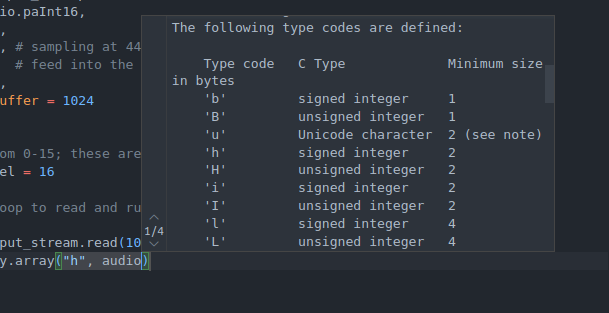 io.paInt16,
,
, # sampling at 44
# feed into the
,
uffer = 1024
om 0-15; these are
el = 16
oop to read and ru
put_stream.read(10
y.array("h", audio)
The following type codes are defined:
Type code C Type Minimum size
in bytes
'b' signed integer 1
'B' unsigned integer 1
'u' Unicode character 2 (see note)
'h' signed integer 2
'H' unsigned integer 2
'i' signed integer 2
'I' unsigned integer 2
'l' signed integer 4
'L' unsigned integer 4
1/4